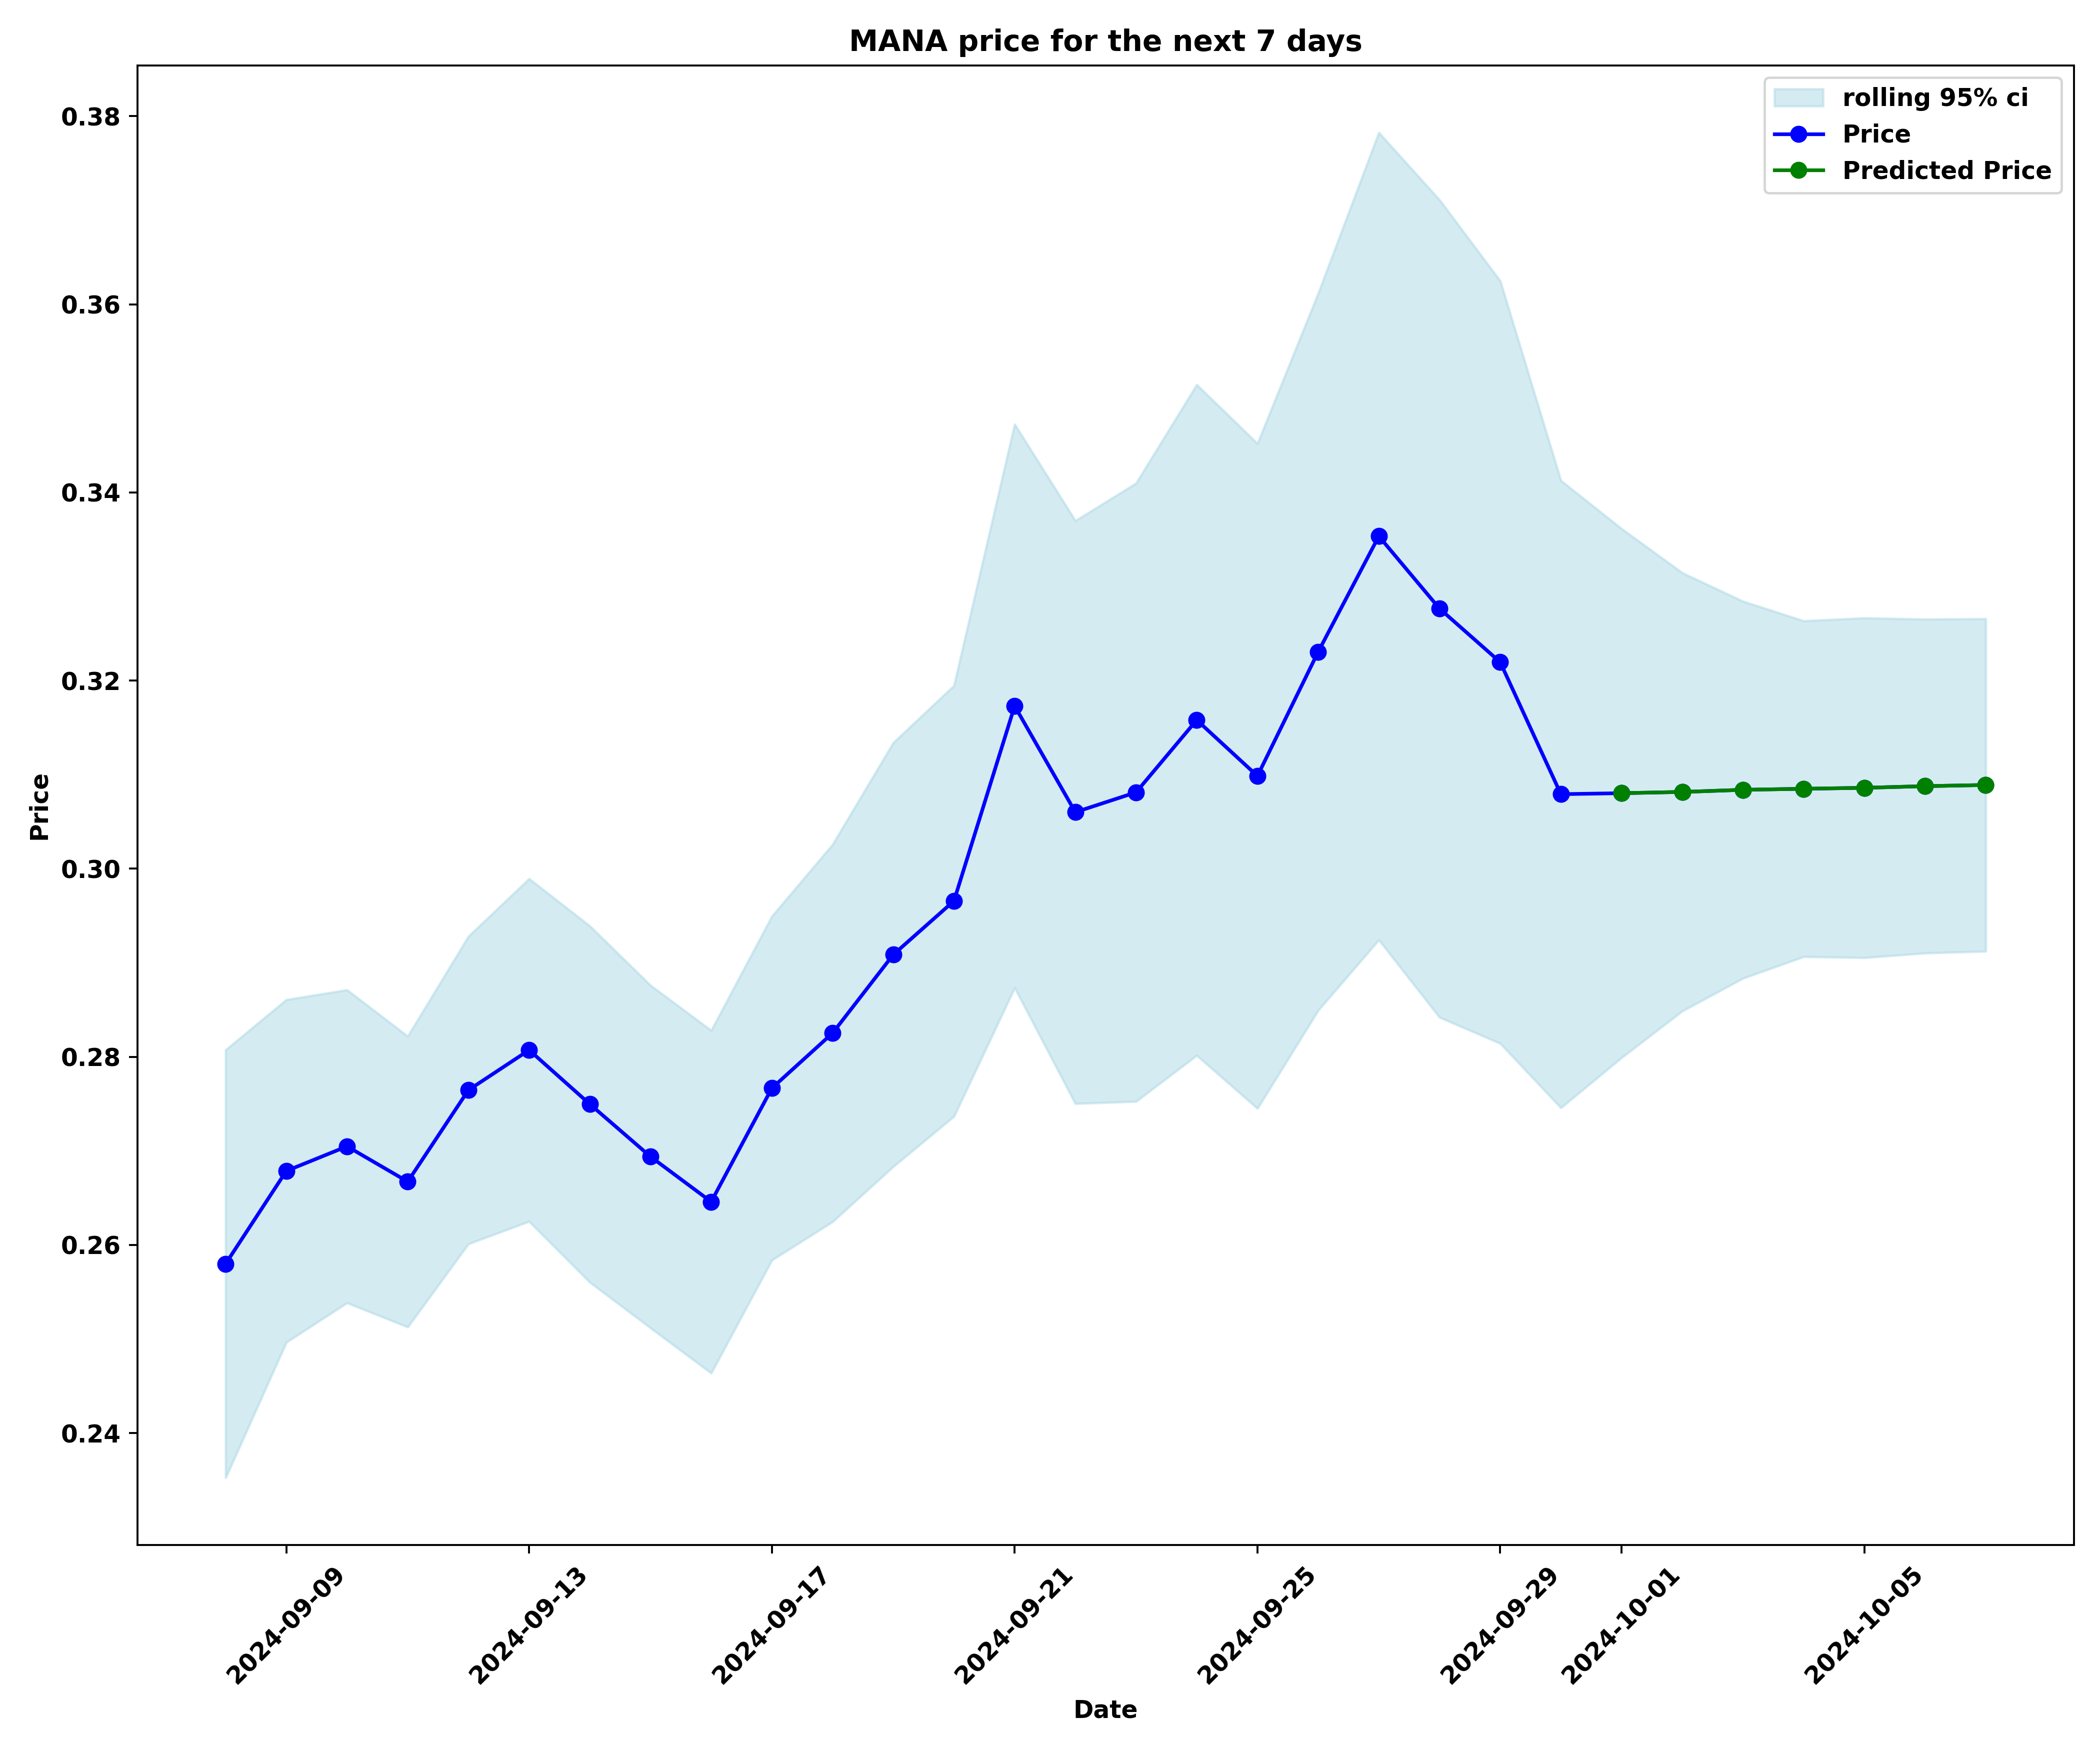 MANA price for the next 7 days
rolling 95% ci
Price
Predicted Price
0.38
0.36
0.34
0.32
0.30
0.28
0.26
0.24
Price
2024-09-09
2024-09-13
2024-09-17
2024-09-21
2024-09-25
2024-09-29
2024-10-01
2024-10-05
Date